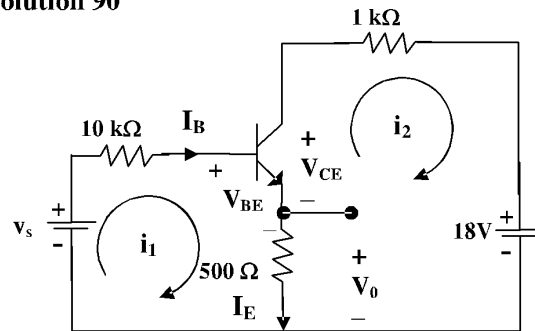 olution 90
1 kΩ
10 kΩ
I_B
i_2
+
+
V_CE
V_BE
−
+
v_s
-
−
i_1
500 Ω
18V
+
-
+
I_E
V_0
−